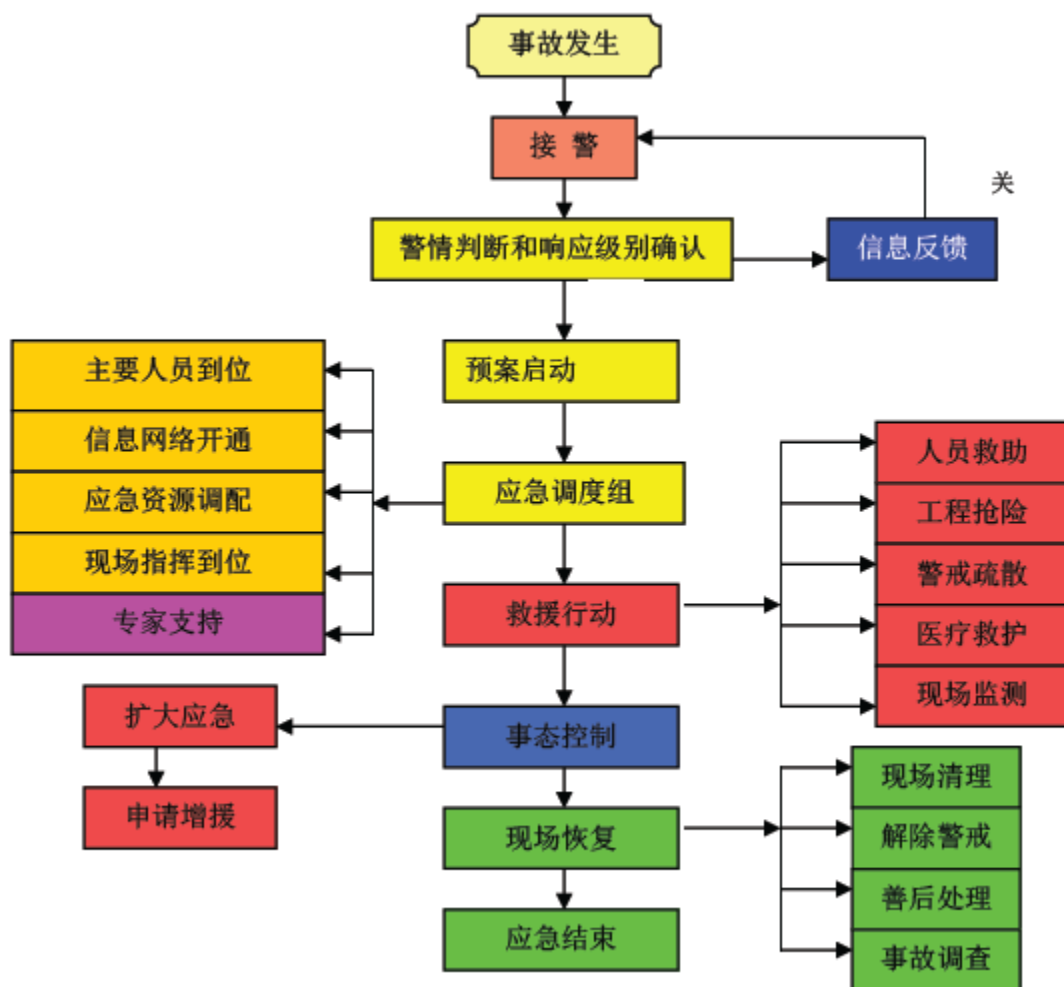 事故发生
接 警
关
警情判断和响应级别确认
信息反馈
预案启动
主要人员到位
信息网络开通
应急资源调配
现场指挥到位
专家支持
应急调度组
人员救助
工程抢险
警戒疏散
医疗救护
现场监测
救援行动
扩大应急
申请增援
事态控制
现场恢复
现场清理
解除警戒
善后处理
事故调查
应急结束